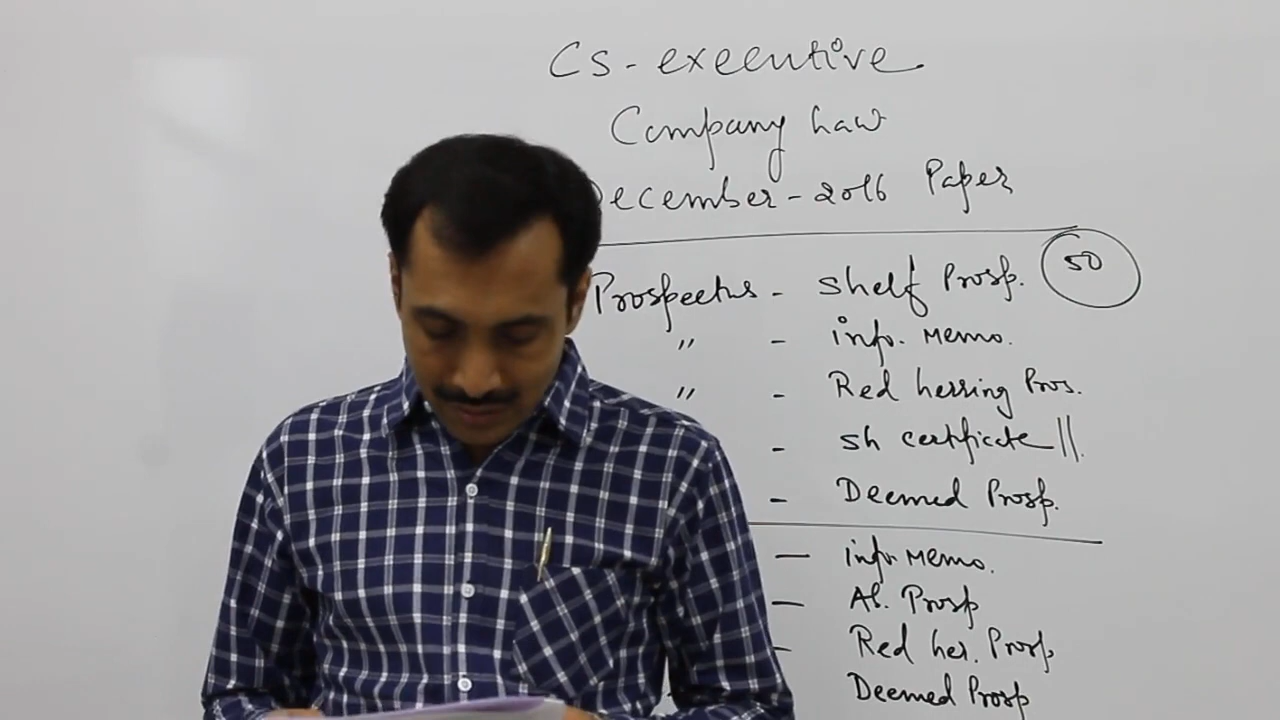 Cs-executive
Company Law
December-2016 Paper
Prospectus - Shelf Prosp. 50
" - info. Memo.
" - Red herring Pros.
- Sh certificate
- Deemed Prosp.
- info Memo.
- Ab. Prosp
- Red her. Prosp
Deemed Prosp